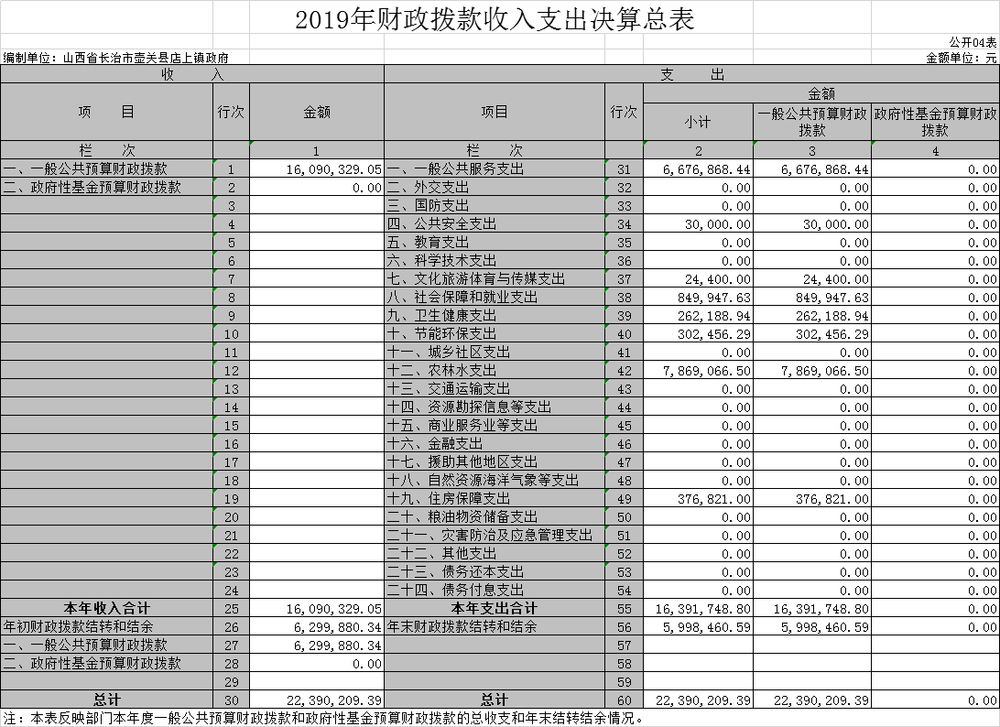 2019年财政拨款收入支出决算总表
公开04表
编制单位：山西省长治市壶关县店上镇政府 金额单位：元
收 入 支 出
项 目 行次 金额 项目 行次 金额
小计 一般公共预算财政拨款 政府性基金预算财政拨款
栏 次 1 栏 次 2 3 4
一、一般公共预算财政拨款 1 16,090,329.05 一、一般公共服务支出 31 6,676,868.44 6,676,868.44 0.00
二、政府性基金预算财政拨款 2 0.00 二、外交支出 32 0.00 0.00 0.00
3 三、国防支出 33 0.00 0.00 0.00
4 四、公共安全支出 34 30,000.00 30,000.00 0.00
5 五、教育支出 35 0.00 0.00 0.00
6 六、科学技术支出 36 0.00 0.00 0.00
7 七、文化旅游体育与传媒支出 37 24,400.00 24,400.00 0.00
8 八、社会保障和就业支出 38 849,947.63 849,947.63 0.00
9 九、卫生健康支出 39 262,188.94 262,188.94 0.00
10 十、节能环保支出 40 302,456.29 302,456.29 0.00
11 十一、城乡社区支出 41 0.00 0.00 0.00
12 十二、农林水支出 42 7,869,066.50 7,869,066.50 0.00
13 十三、交通运输支出 43 0.00 0.00 0.00
14 十四、资源勘探信息等支出 44 0.00 0.00 0.00
15 十五、商业服务业等支出 45 0.00 0.00 0.00
16 十六、金融支出 46 0.00 0.00 0.00
17 十七、援助其他地区支出 47 0.00 0.00 0.00
18 十八、自然资源海洋气象等支出 48 0.00 0.00 0.00
19 十九、住房保障支出 49 376,821.00 376,821.00 0.00
20 二十、粮油物资储备支出 50 0.00 0.00 0.00
21 二十一、灾害防治及应急管理支出 51 0.00 0.00 0.00
22 二十二、其他支出 52 0.00 0.00 0.00
23 二十三、债务还本支出 53 0.00 0.00 0.00
24 二十四、债务付息支出 54 0.00 0.00 0.00
本年收入合计 25 16,090,329.05 本年支出合计 55 16,391,748.80 16,391,748.80 0.00
年初财政拨款结转和结余 26 6,299,880.34 年末财政拨款结转和结余 56 5,998,460.59 5,998,460.59 0.00
一、一般公共预算财政拨款 27 6,299,880.34 57
二、政府性基金预算财政拨款 28 0.00 58
29 59
总计 30 22,390,209.39 总计 60 22,390,209.39 22,390,209.39 0.00
注：本表反映部门本年度一般公共预算财政拨款和政府性基金预算财政拨款的总收支和年末结转结余情况。